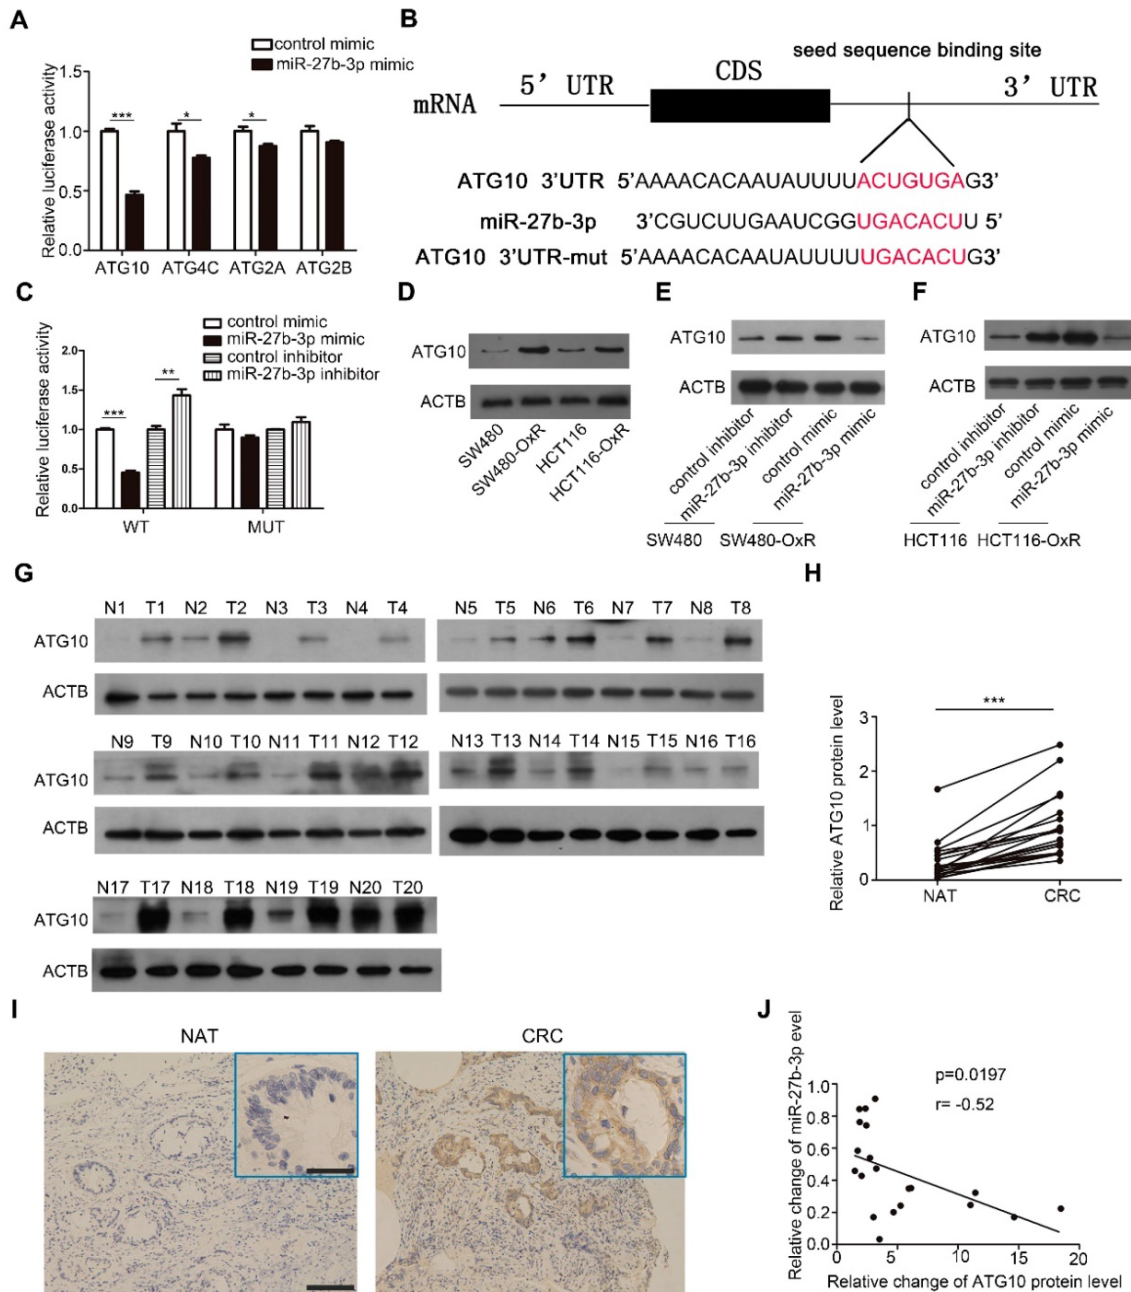 A
control mimic
miR-27b-3p mimic
Relative luciferase activity
1.5
1.0
0.5
0.0
***
*
*
ATG10 ATG4C ATG2A ATG2B
B
seed sequence binding site
mRNA 5' UTR CDS 3' UTR
ATG10 3'UTR 5'AAAACACAAUAUUUUACUGUGAG3'
miR-27b-3p 3'CGUCUUGAAUCGGUGACACUU 5'
ATG10 3'UTR-mut 5'AAAACACAAUAUUUUUGACACUG3'
C
control mimic
miR-27b-3p mimic
control inhibitor
miR-27b-3p inhibitor
Relative luciferase activity
2.0
1.5
1.0
0.5
0.0
***
**
WT MUT
D
ATG10
ACTB
SW480
SW480-OxR
HCT116
HCT116-OxR
E
ATG10
ACTB
control inhibitor
miR-27b-3p inhibitor
control mimic
miR-27b-3p mimic
SW480 SW480-OxR
F
ATG10
ACTB
control inhibitor
miR-27b-3p inhibitor
control mimic
miR-27b-3p mimic
HCT116 HCT116-OxR
G
N1 T1 N2 T2 N3 T3 N4 T4
ATG10
ACTB
N5 T5 N6 T6 N7 T7 N8 T8
N9 T9 N10 T10 N11 T11 N12 T12
ATG10
ACTB
N13 T13 N14 T14 N15 T15 N16 T16
N17 T17 N18 T18 N19 T19 N20 T20
ATG10
ACTB
H
Relative ATG10 protein level
3
2
1
0
***
NAT CRC
I
NAT CRC
J
Relative change of miR-27b-3p evel
1.0
0.8
0.6
0.4
0.2
0.0
p=0.0197
r= -0.52
0 5 10 15 20
Relative change of ATG10 protein level